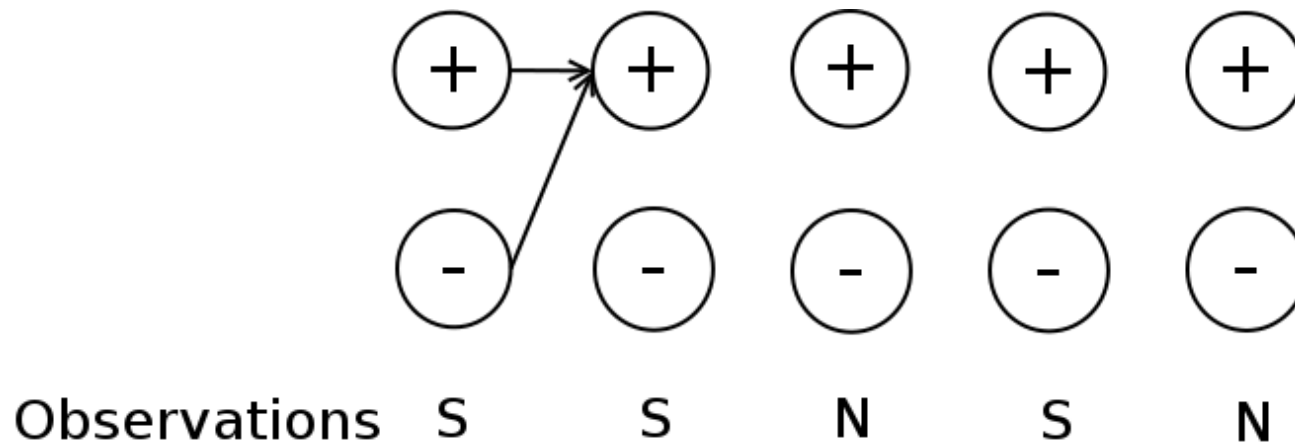 + + + + +
- - - - -
Observations S S N S N